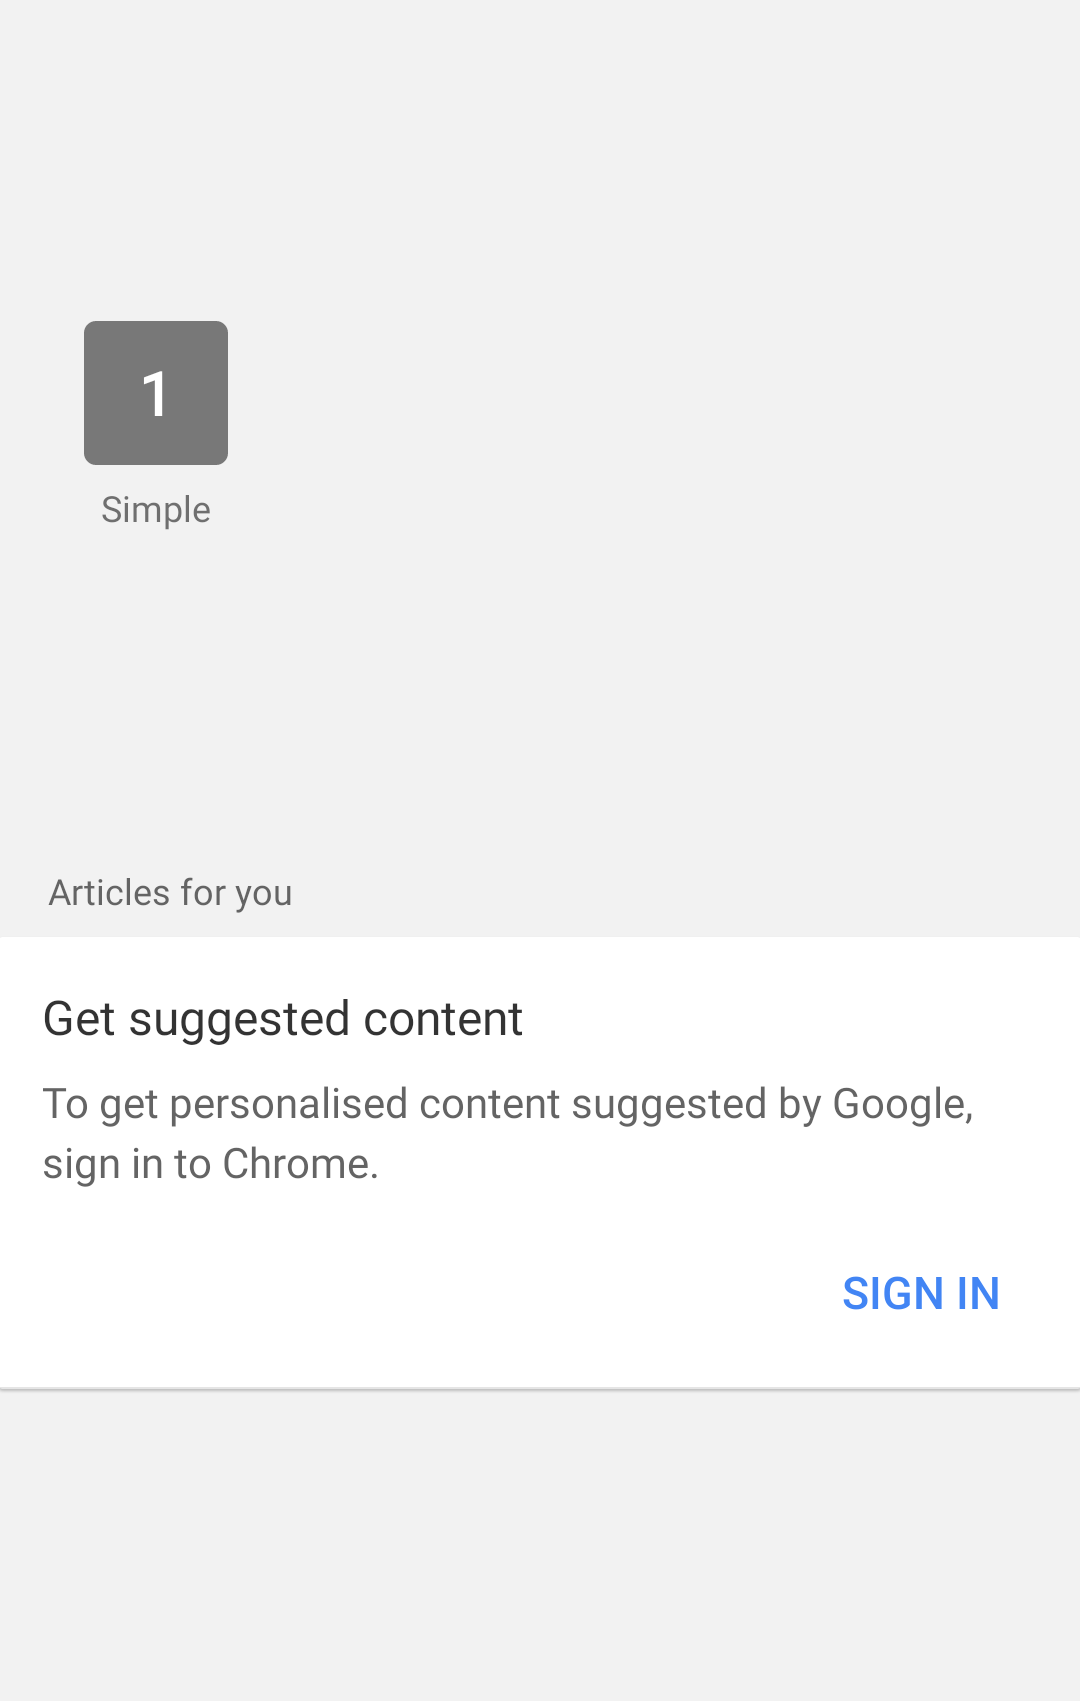 1
Simple
Articles for you
Get suggested content
To get personalised content suggested by Google,
sign in to Chrome.
SIGN IN